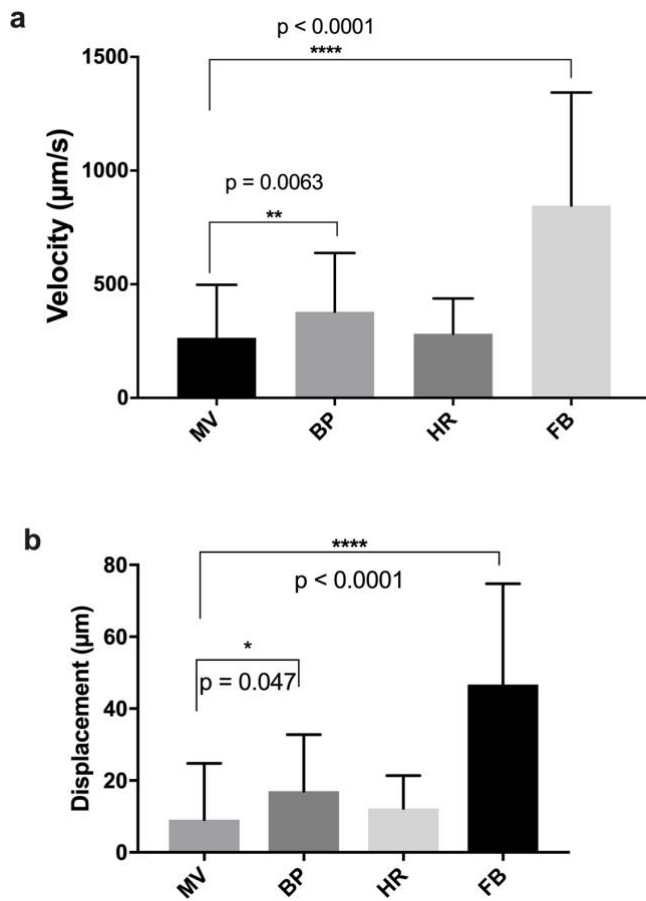 a
p < 0.0001
****
1500
1000
500
0
Velocity (µm/s)
p = 0.0063
**
MV BP HR FB
b
****
p < 0.0001
*
p = 0.047
80
60
40
20
0
Displacement (µm)
MV BP HR FB